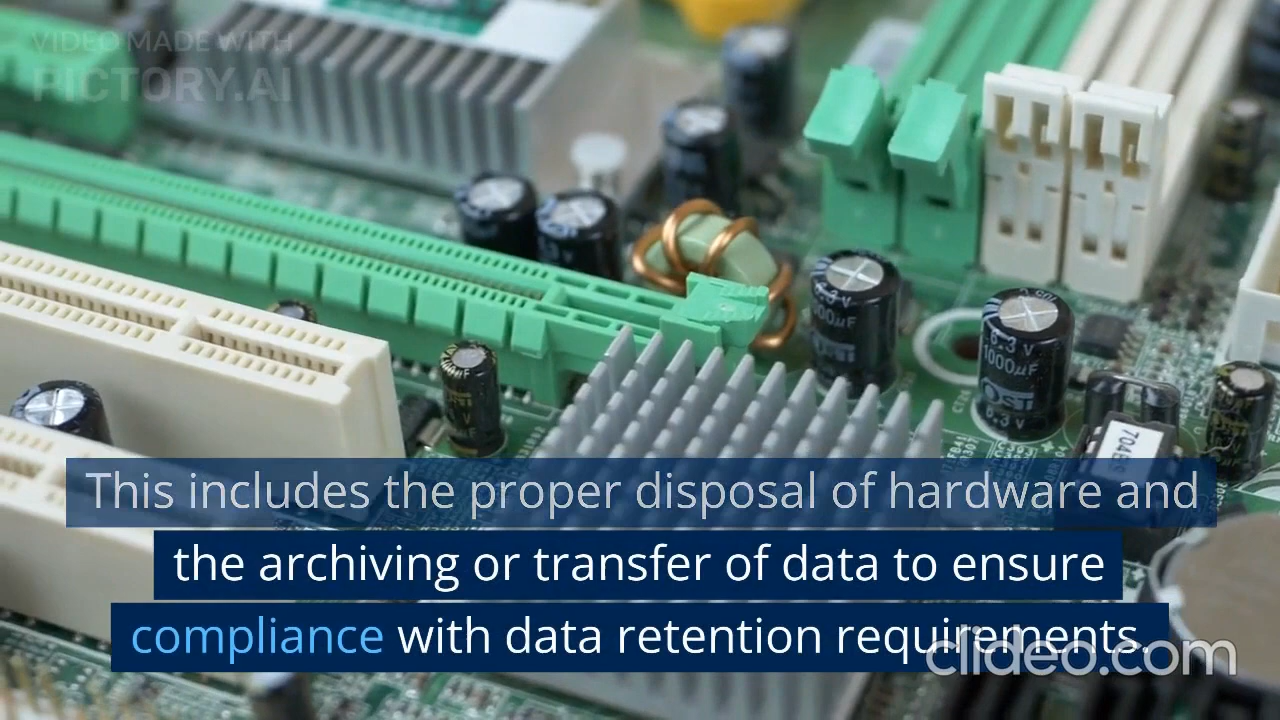 VIDEO MADE WITH
PICTORY.AI
6.3 V
1000µF
OST
6.3 V
This includes the proper disposal of hardware and
the archiving or transfer of data to ensure
compliance with data retention requirements.
clideo.com